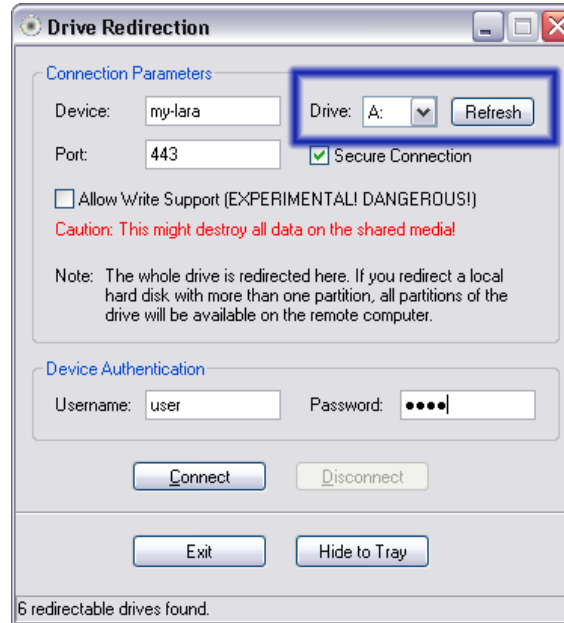 Drive Redirection
Connection Parameters
Device: my-lara Drive: A: Refresh
Port: 443 Secure Connection
Allow Write Support (EXPERIMENTAL! DANGEROUS!)
Caution: This might destroy all data on the shared media!
Note: The whole drive is redirected here. If you redirect a local
hard disk with more than one partition, all partitions of the
drive will be available on the remote computer.
Device Authentication
Username: user Password: ●●●●
Connect Disconnect
Exit Hide to Tray
6 redirectable drives found.